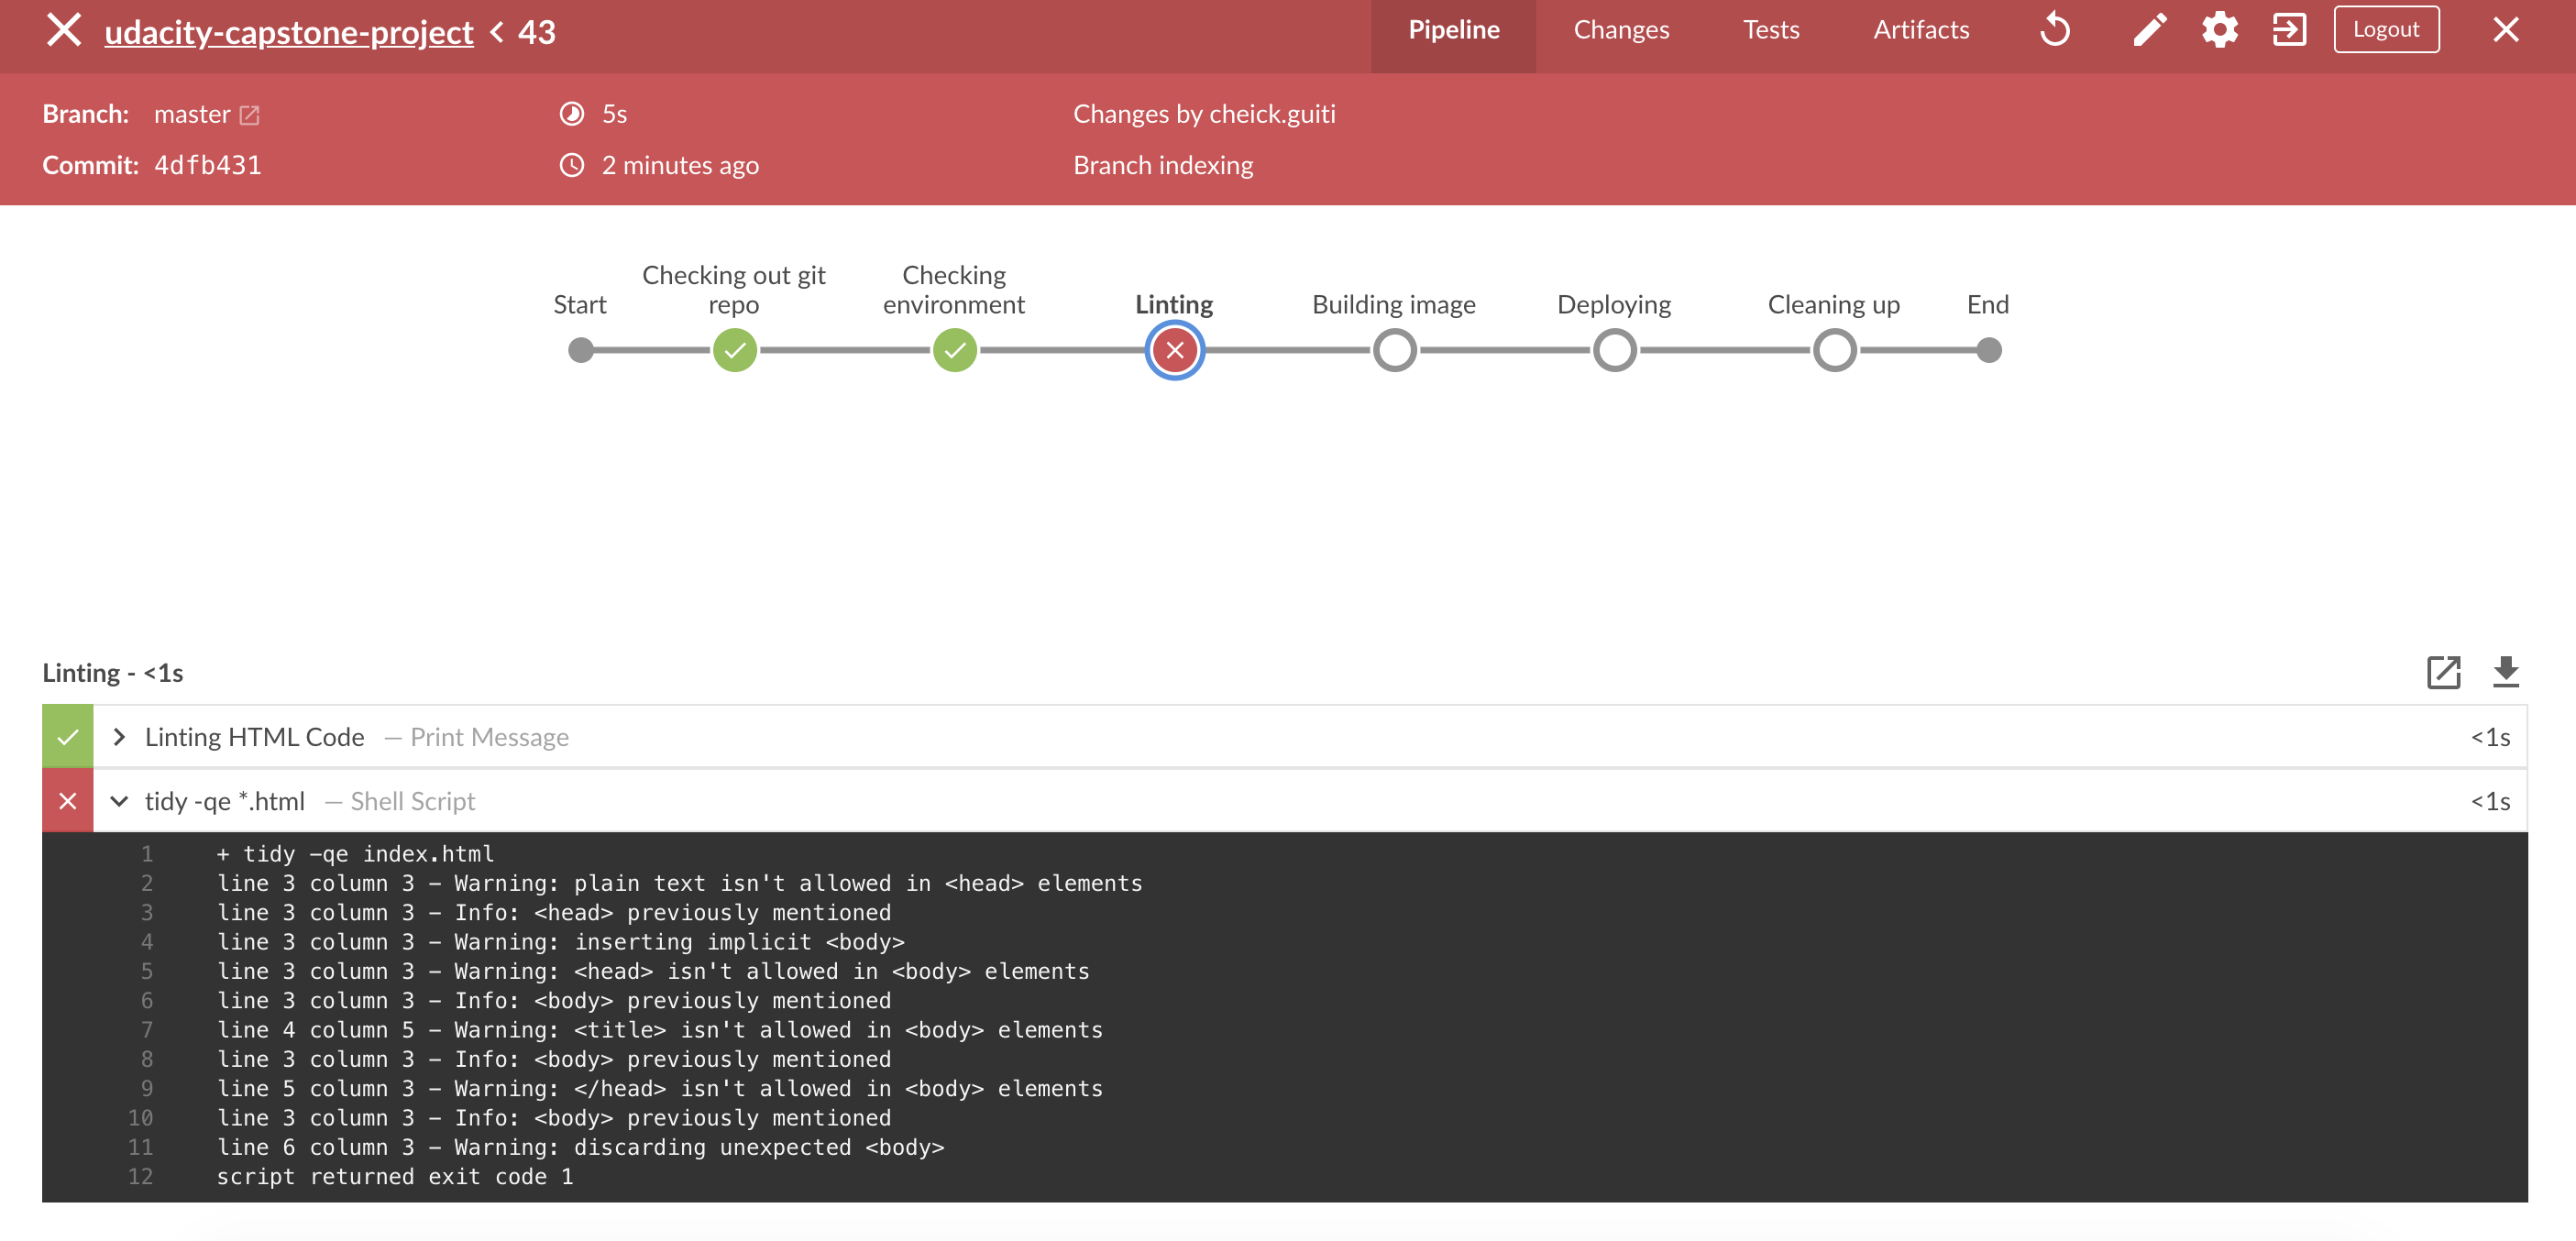 udacity-capstone-project < 43
Pipeline Changes Tests Artifacts Logout
Branch: master 5s Changes by cheick.guiti
Commit: 4dfb431 2 minutes ago Branch indexing
Start
Checking out git
repo
Checking
environment
Linting
Building image
Deploying
Cleaning up
End
Linting - <1s
Linting HTML Code — Print Message <1s
tidy -qe *.html — Shell Script <1s
1 + tidy -qe index.html
2 line 3 column 3 - Warning: plain text isn't allowed in <head> elements
3 line 3 column 3 - Info: <head> previously mentioned
4 line 3 column 3 - Warning: inserting implicit <body>
5 line 3 column 3 - Warning: <head> isn't allowed in <body> elements
6 line 3 column 3 - Info: <body> previously mentioned
7 line 4 column 5 - Warning: <title> isn't allowed in <body> elements
8 line 3 column 3 - Info: <body> previously mentioned
9 line 5 column 3 - Warning: </head> isn't allowed in <body> elements
10 line 3 column 3 - Info: <body> previously mentioned
11 line 6 column 3 - Warning: discarding unexpected <body>
12 script returned exit code 1